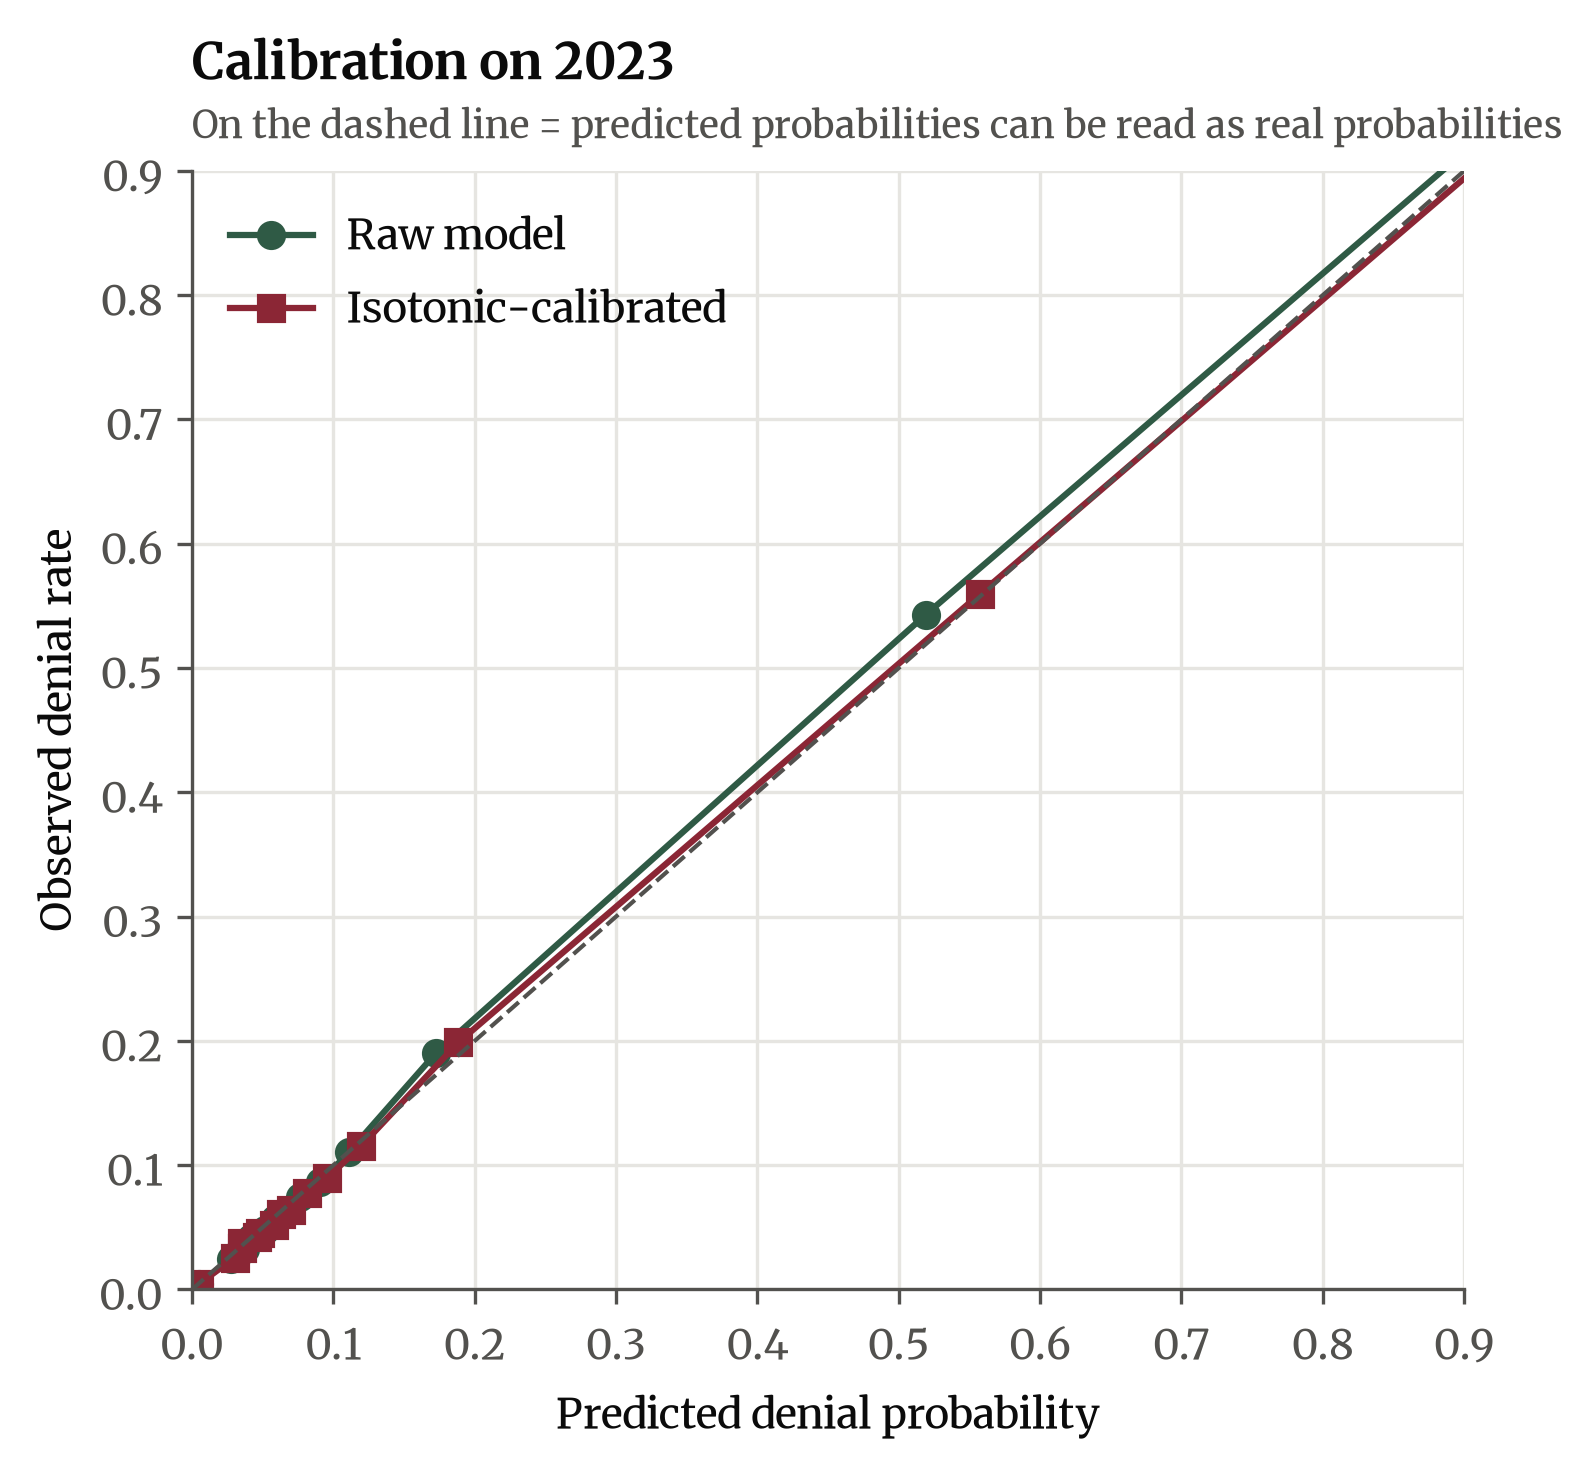 Calibration on 2023
On the dashed line = predicted probabilities can be read as real probabilities
0.9
0.8
0.7
0.6
0.5
0.4
0.3
0.2
0.1
0.0
Raw model
Isotonic-calibrated
Observed denial rate
0.0 0.1 0.2 0.3 0.4 0.5 0.6 0.7 0.8 0.9
Predicted denial probability